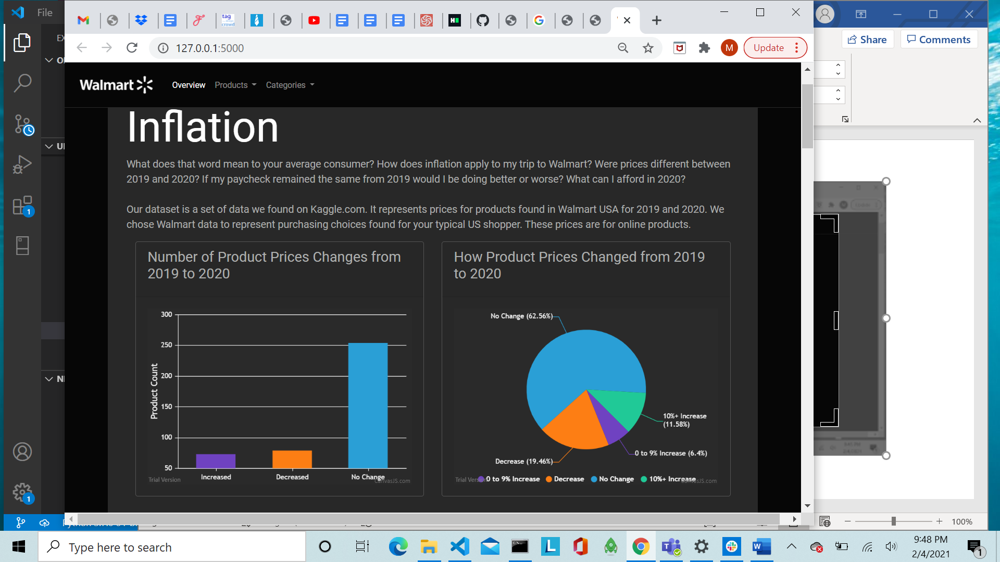 File
tag
crowd
H
127.0.0.1:5000
M
Update
Share
Comments
Walmart
Overview
Products
Categories
Inflation
What does that word mean to your average consumer? How does inflation apply to my trip to Walmart? Were prices different between
2019 and 2020? If my paycheck remained the same from 2019 would I be doing better or worse? What can I afford in 2020?
Our dataset is a set of data we found on Kaggle.com. It represents prices for products found in Walmart USA for 2019 and 2020. We
chose Walmart data to represent purchasing choices found for your typical US shopper. These prices are for online products.
Number of Product Prices Changes from
2019 to 2020
300
250
200
150
100
50
Product Count
Increased
Decreased
No Change
Trial Version
CanvasJS.com
How Product Prices Changed from 2019
to 2020
No Change (62.56%)
10%+ Increase
(11.58%)
0 to 9% Increase (6.4%)
Decrease (19.46%)
Trial Version
0 to 9% Increase
Decrease
No Change
10%+ Increase
CanvasJS.com
1
1
100%
Type here to search
L
W
9:48 PM
2/4/2021
1